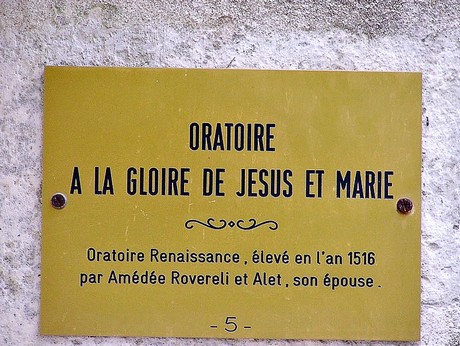 ORATOIRE
A LA GLOIRE DE JESUS ET MARIE
Oratoire Renaissance, élevé en l'an 1516
par Amédée Rovereli et Alet, son épouse.
- 5 -